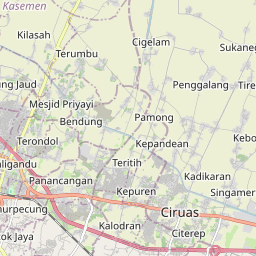 Kasemen
Kilasah
Cigelam
Terumbu
Sukaneg
ng Jaud
Penggalang
Tire
Mesjid Priyayi
Bendung
Pamong
Terondol
Kepandean
Kebo
aligandu
Teritih
Panancangan
Kadikaran
Kepuren
Singamer
murpecung
Ciruas
Kalodran
ok Jaya
Citerep